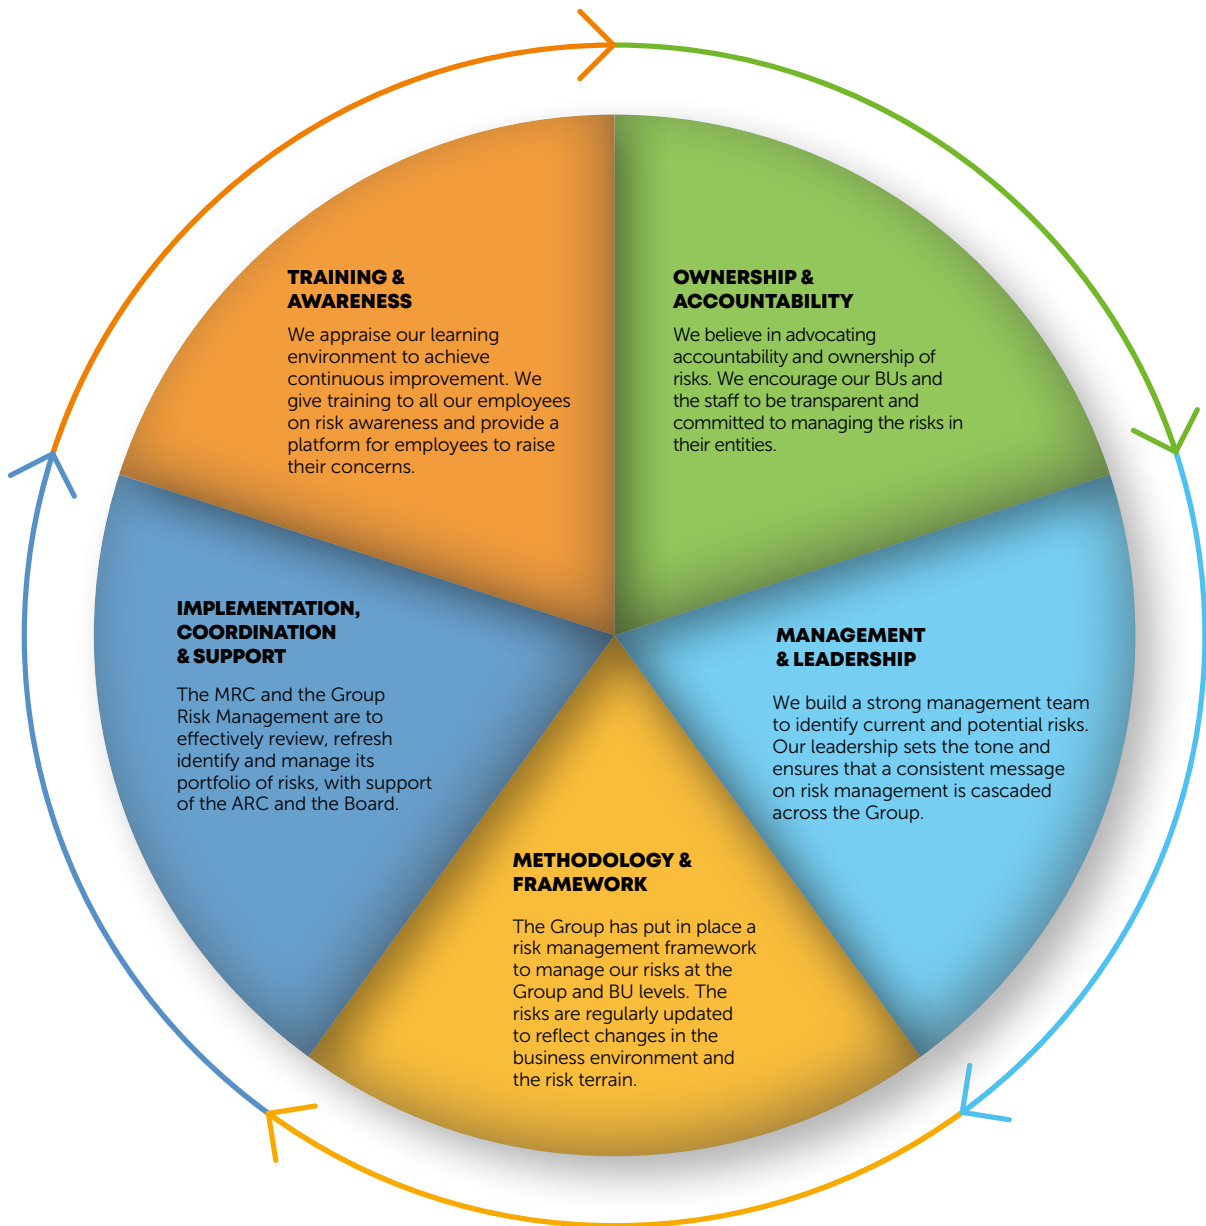 TRAINING &
AWARENESS
We appraise our learning
environment to achieve
continuous improvement. We
give training to all our employees
on risk awareness and provide a
platform for employees to raise
their concerns.
OWNERSHIP &
ACCOUNTABILITY
We believe in advocating
accountability and ownership of
risks. We encourage our BUs and
the staff to be transparent and
committed to managing the risks in
their entities.
IMPLEMENTATION,
COORDINATION
& SUPPORT
The MRC and the Group
Risk Management are to
effectively review, refresh
identify and manage its
portfolio of risks, with support
of the ARC and the Board.
MANAGEMENT
& LEADERSHIP
We build a strong management team
to identify current and potential risks.
Our leadership sets the tone and
ensures that a consistent message
on risk management is cascaded
across the Group.
METHODOLOGY &
FRAMEWORK
The Group has put in place a
risk management framework
to manage our risks at the
Group and BU levels. The
risks are regularly updated
to reflect changes in the
business environment and
the risk terrain.